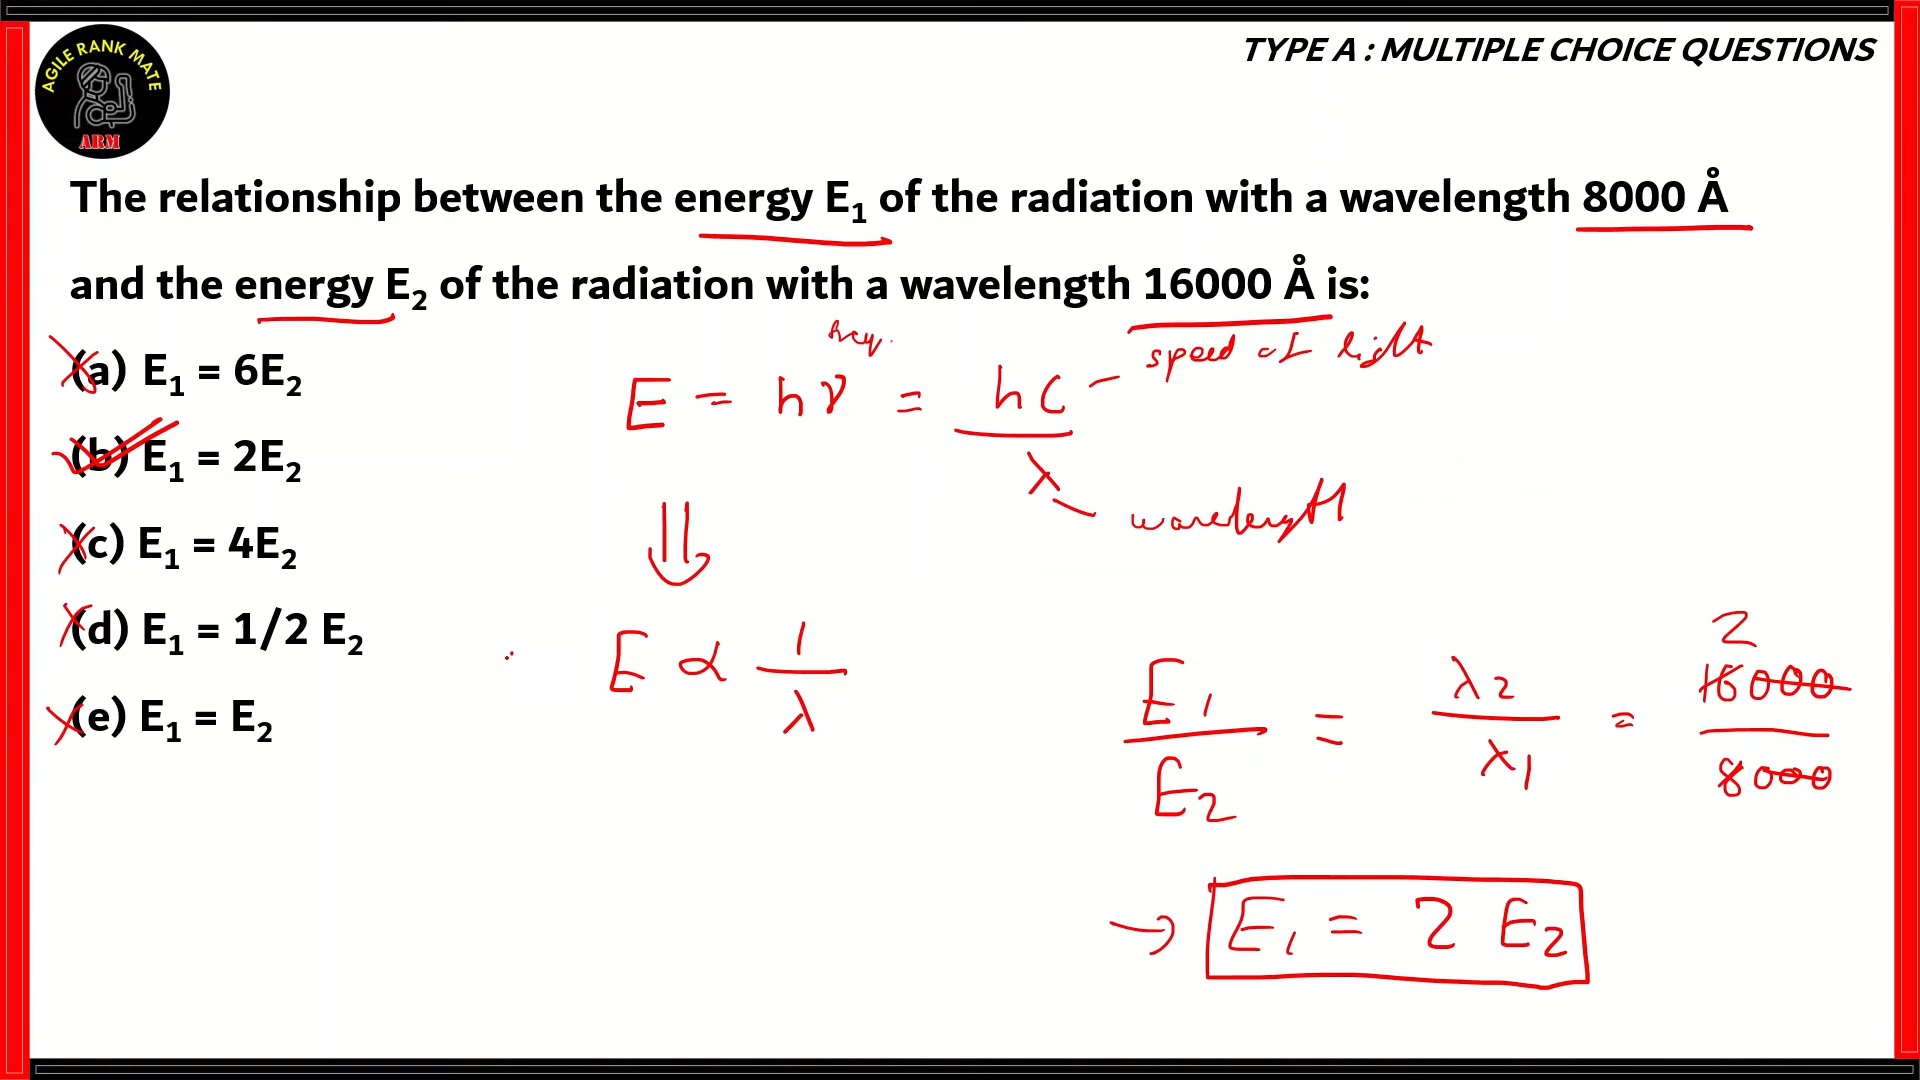 AGILE RANK MATE
ARM
TYPE A : MULTIPLE CHOICE QUESTIONS
The relationship between the energy E₁ of the radiation with a wavelength 8000 Å
and the energy E₂ of the radiation with a wavelength 16000 Å is:
(a) E₁ = 6E₂
(b) E₁ = 2E₂
(c) E₁ = 4E₂
(d) E₁ = 1/2 E₂
(e) E₁ = E₂
freq.
speed of light
E = hν = hc / λ
wavelength
E ∝ 1 / λ
2
E₁ / E₂ = λ₂ / λ₁ = 16000 / 8000
→ E₁ = 2 E₂